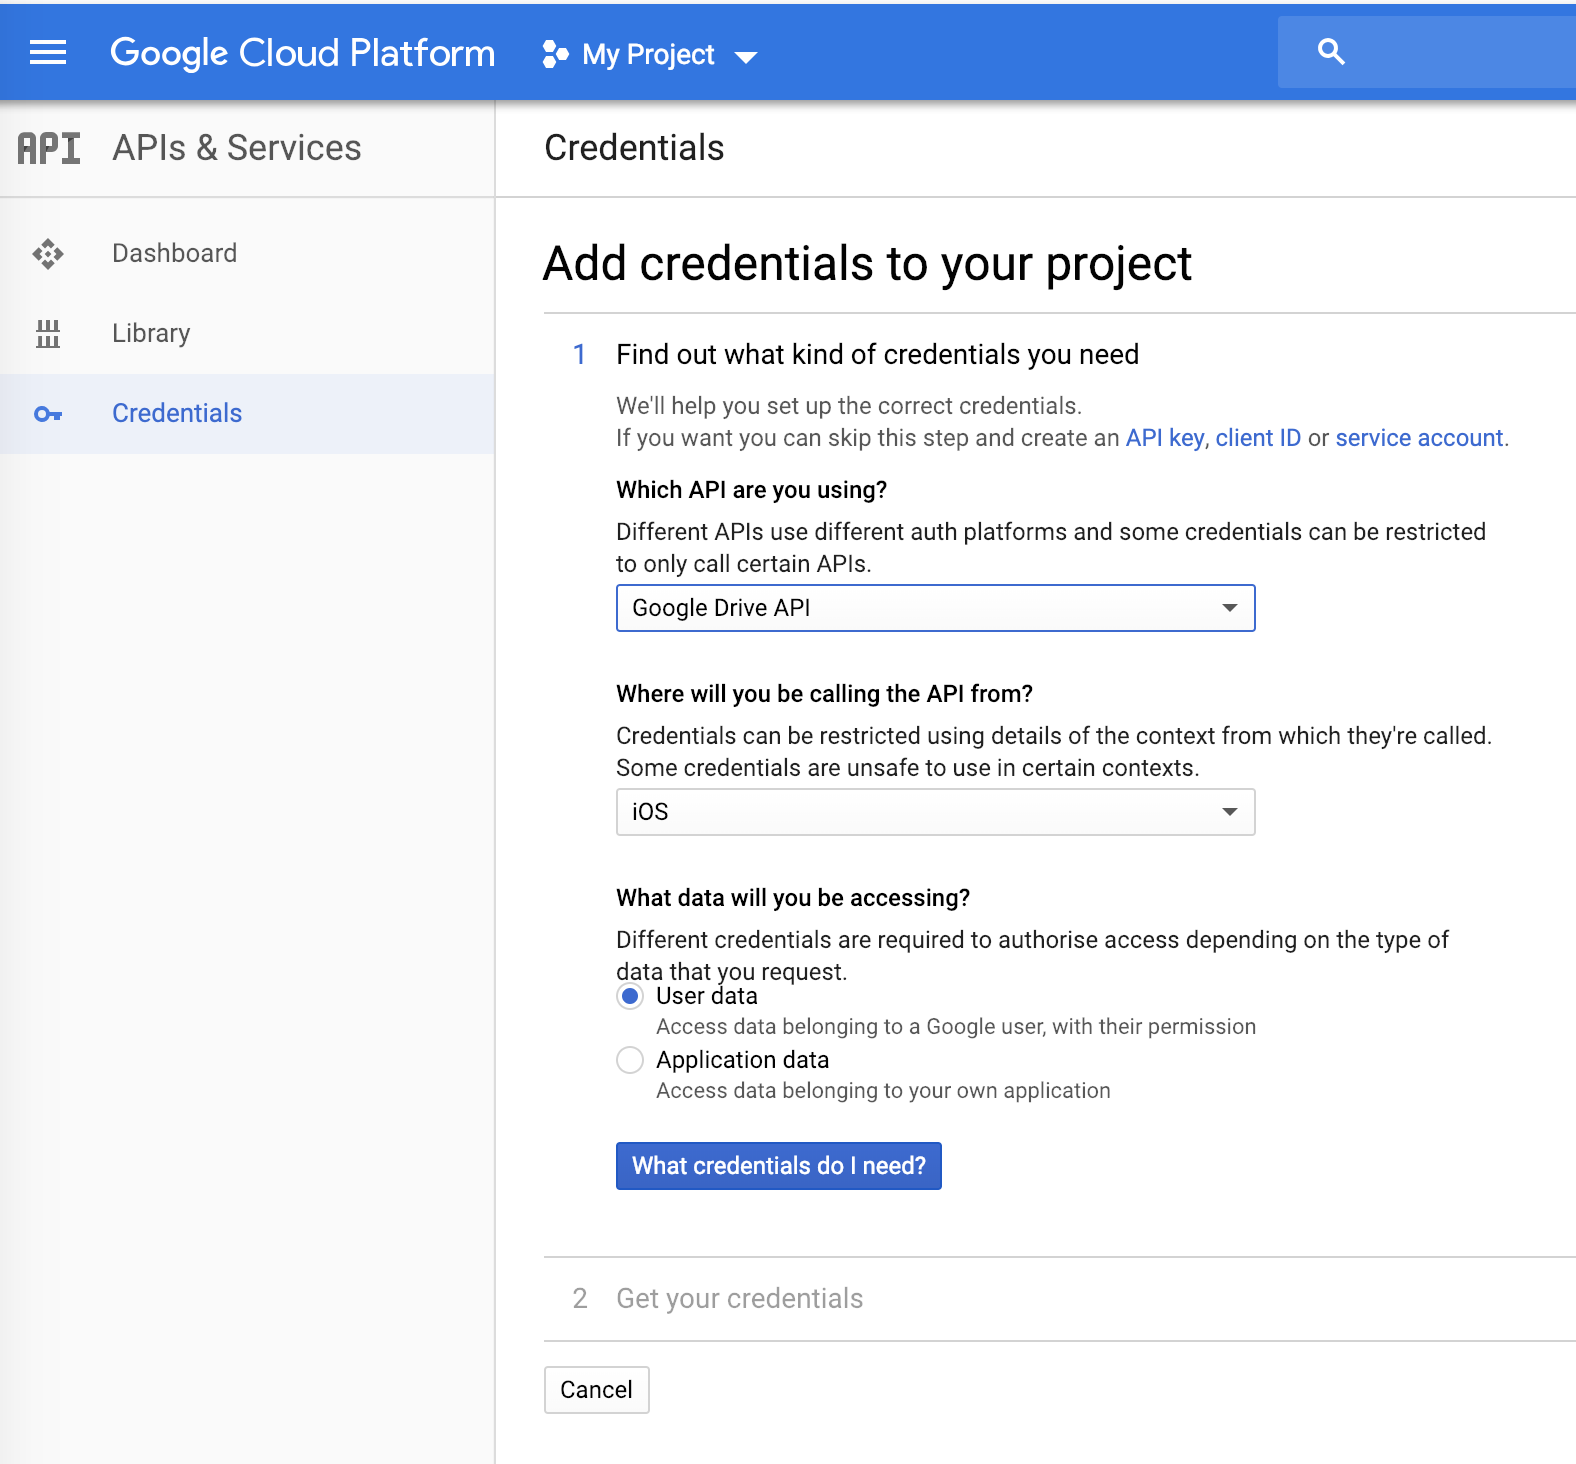 Google Cloud Platform
My Project
API
APIs & Services
Credentials
Dashboard
Library
Credentials
Add credentials to your project
1 Find out what kind of credentials you need
We'll help you set up the correct credentials.
If you want you can skip this step and create an API key, client ID or service account.
Which API are you using?
Different APIs use different auth platforms and some credentials can be restricted
to only call certain APIs.
Google Drive API
Where will you be calling the API from?
Credentials can be restricted using details of the context from which they're called.
Some credentials are unsafe to use in certain contexts.
iOS
What data will you be accessing?
Different credentials are required to authorise access depending on the type of
data that you request.
User data
Access data belonging to a Google user, with their permission
Application data
Access data belonging to your own application
What credentials do I need?
2 Get your credentials
Cancel